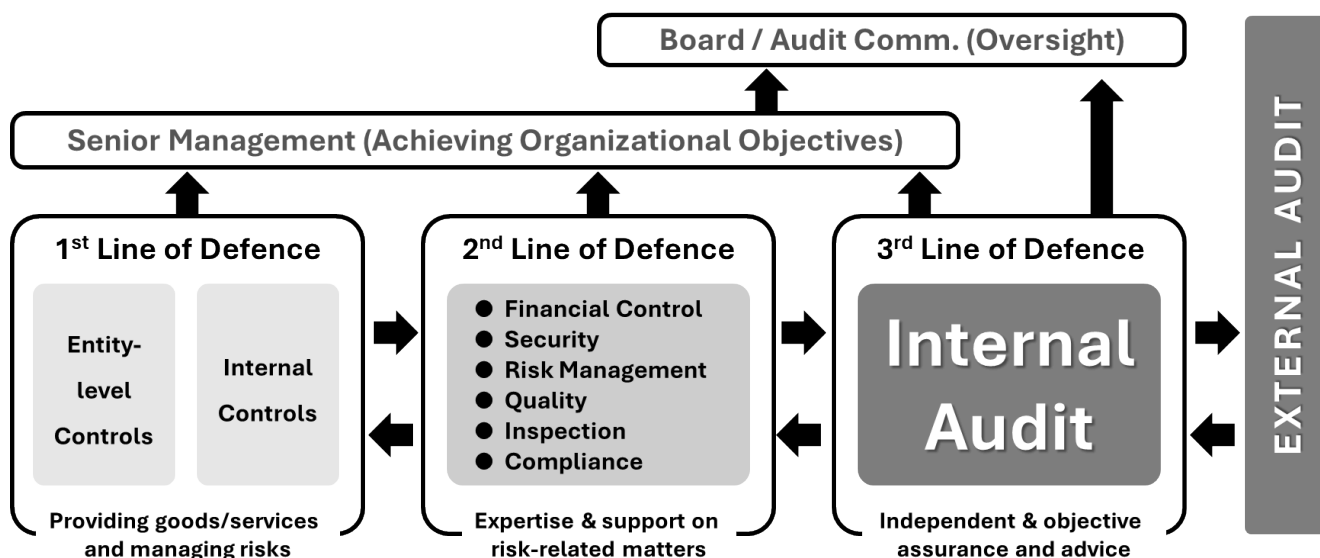 Board / Audit Comm. (Oversight)
Senior Management (Achieving Organizational Objectives)
1st Line of Defence
Entity-
level
Controls
Internal
Controls
Providing goods/services
and managing risks
2nd Line of Defence
● Financial Control
● Security
● Risk Management
● Quality
● Inspection
● Compliance
Expertise & support on
risk-related matters
3rd Line of Defence
Internal
Audit
Independent & objective
assurance and advice
EXTERNAL AUDIT